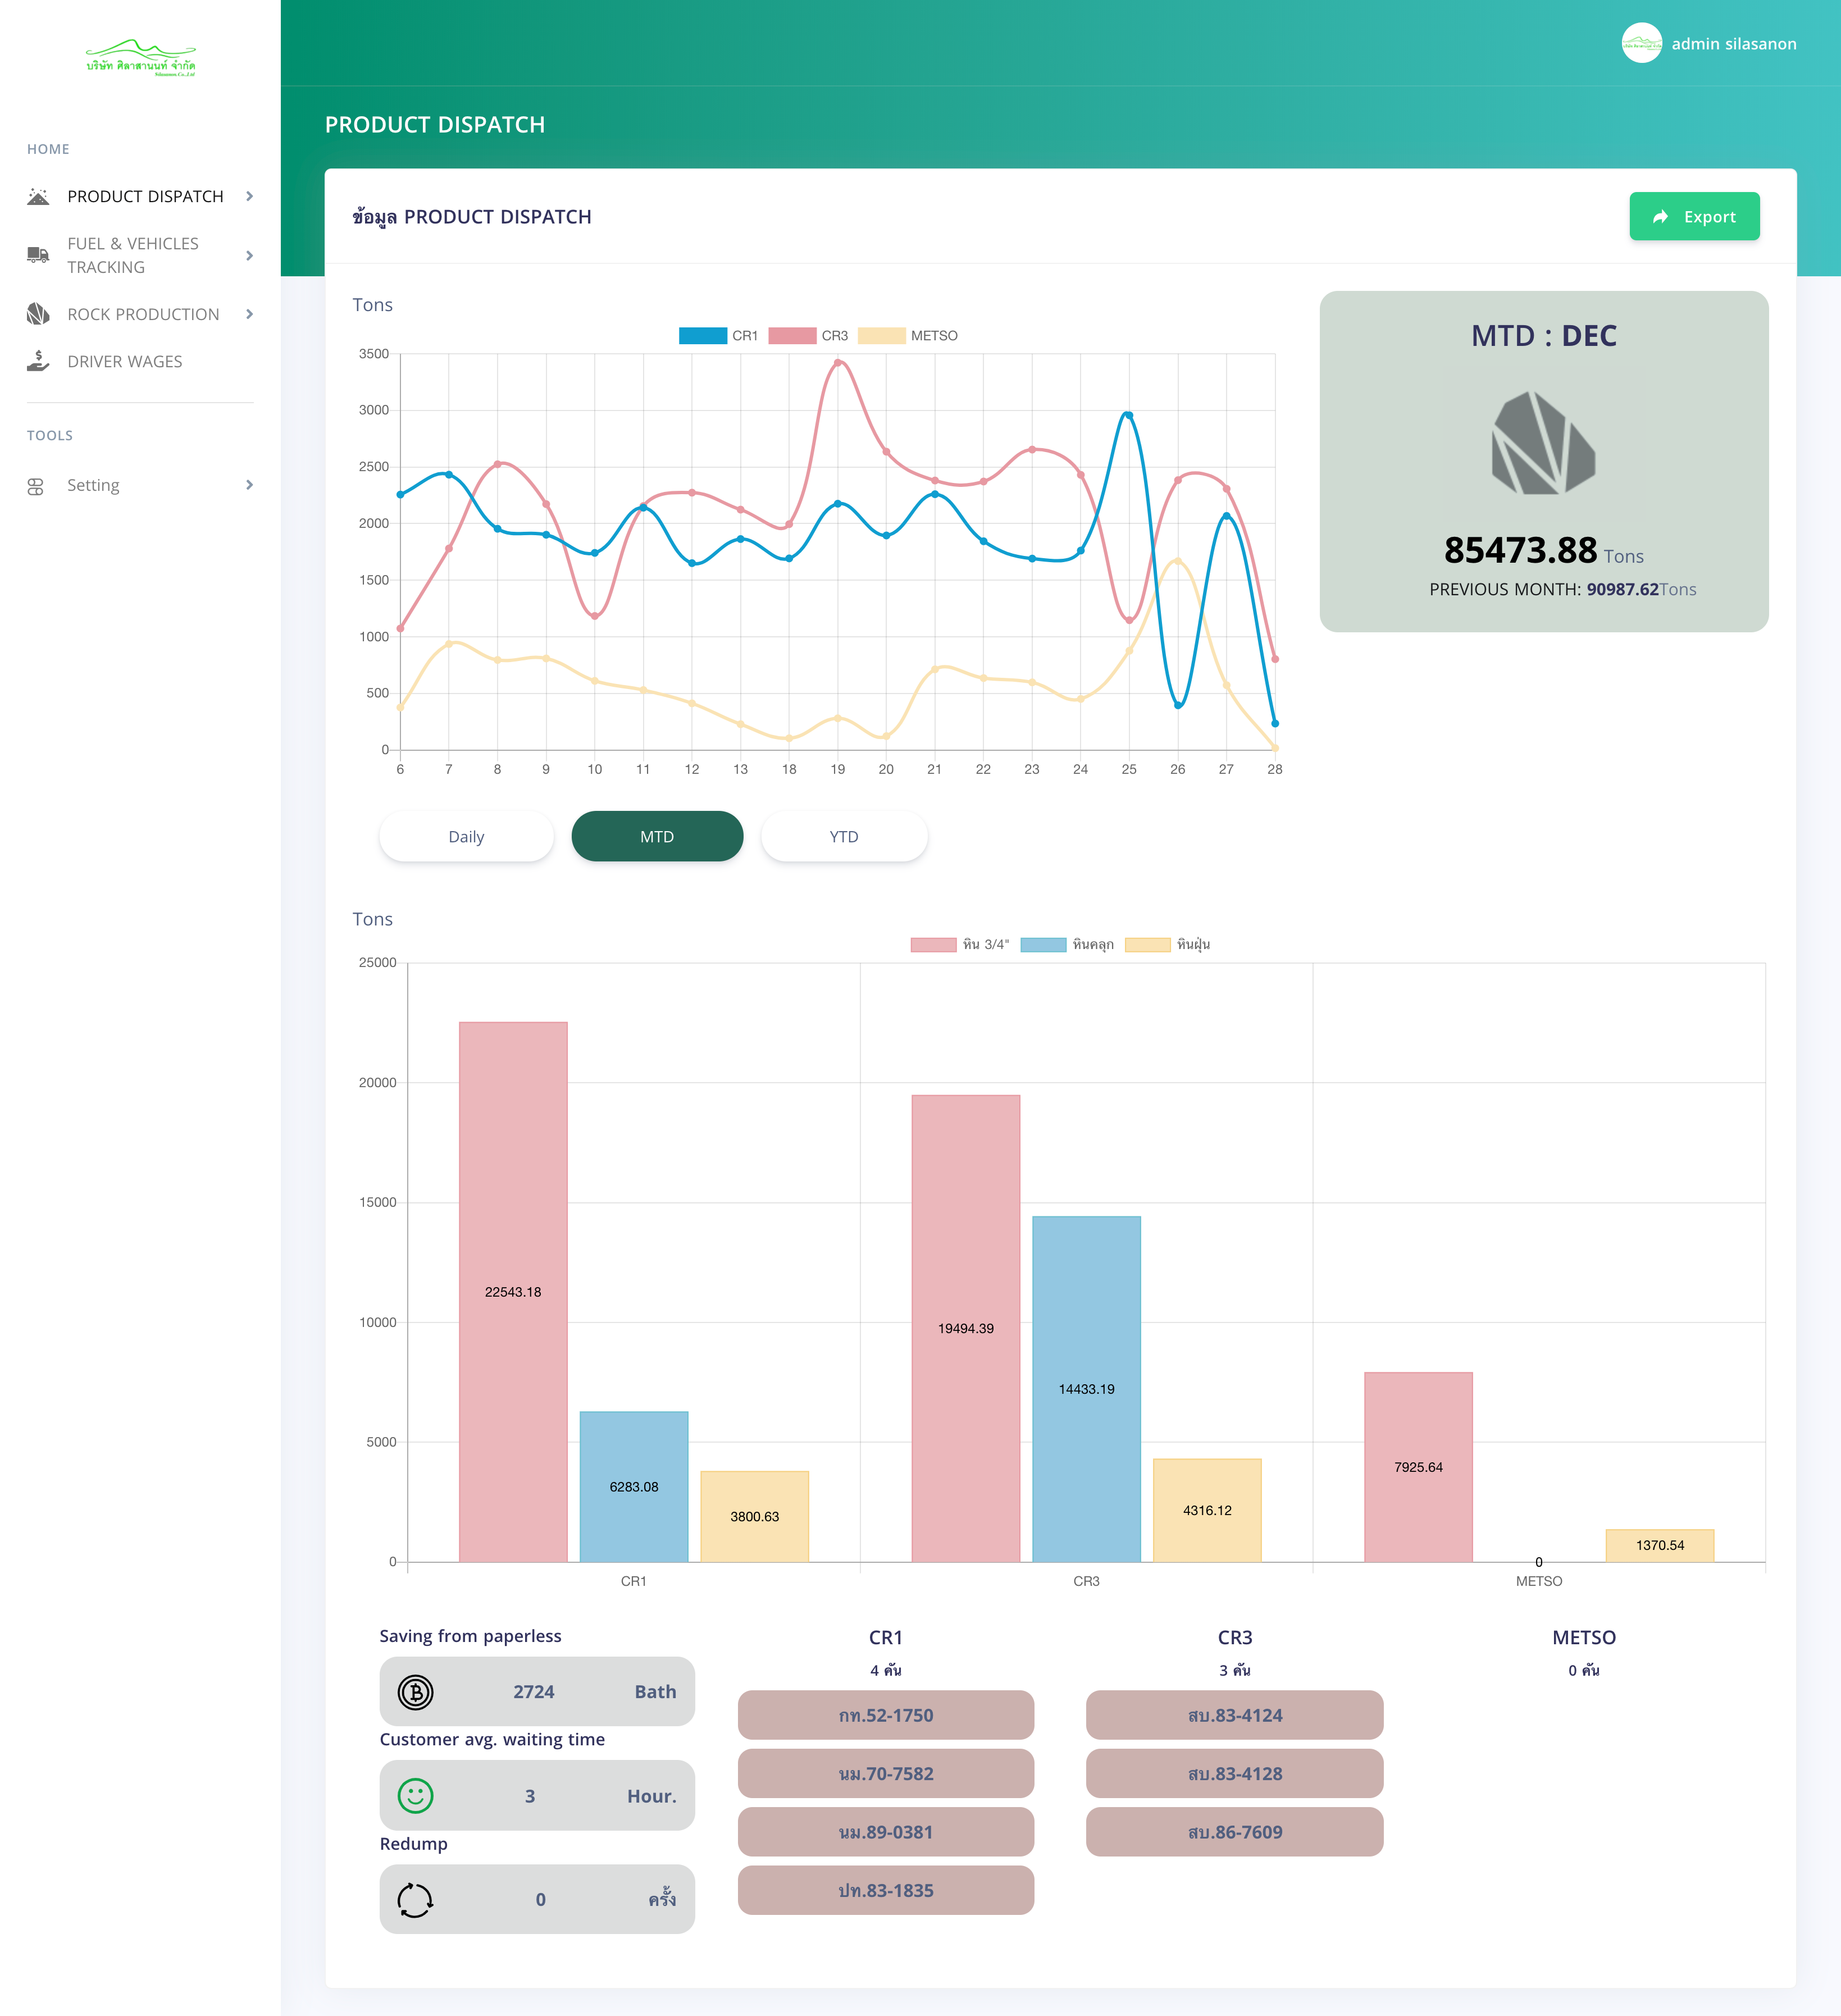 บริษัท ศิลาสานนท์ จำกัด
Silasanon.Co.,Ltd
admin silasanon
HOME
PRODUCT DISPATCH
FUEL & VEHICLES
TRACKING
ROCK PRODUCTION
DRIVER WAGES
TOOLS
Setting
PRODUCT DISPATCH
ข้อมูล PRODUCT DISPATCH
Export
Tons
CR1 CR3 METSO
3500
3000
2500
2000
1500
1000
500
0
6 7 8 9 10 11 12 13 18 19 20 21 22 23 24 25 26 27 28
MTD : DEC
85473.88 Tons
PREVIOUS MONTH: 90987.62Tons
Daily MTD YTD
Tons
หิน 3/4" หินคลุก หินฝุ่น
25000
20000
15000
10000
5000
0
22543.18
6283.08
3800.63
19494.39
14433.19
4316.12
7925.64
0
1370.54
CR1 CR3 METSO
Saving from paperless
2724 Bath
Customer avg. waiting time
3 Hour.
Redump
0 ครั้ง
CR1
4 คัน
กท.52-1750
นม.70-7582
นม.89-0381
ปท.83-1835
CR3
3 คัน
สบ.83-4124
สบ.83-4128
สบ.86-7609
METSO
0 คัน